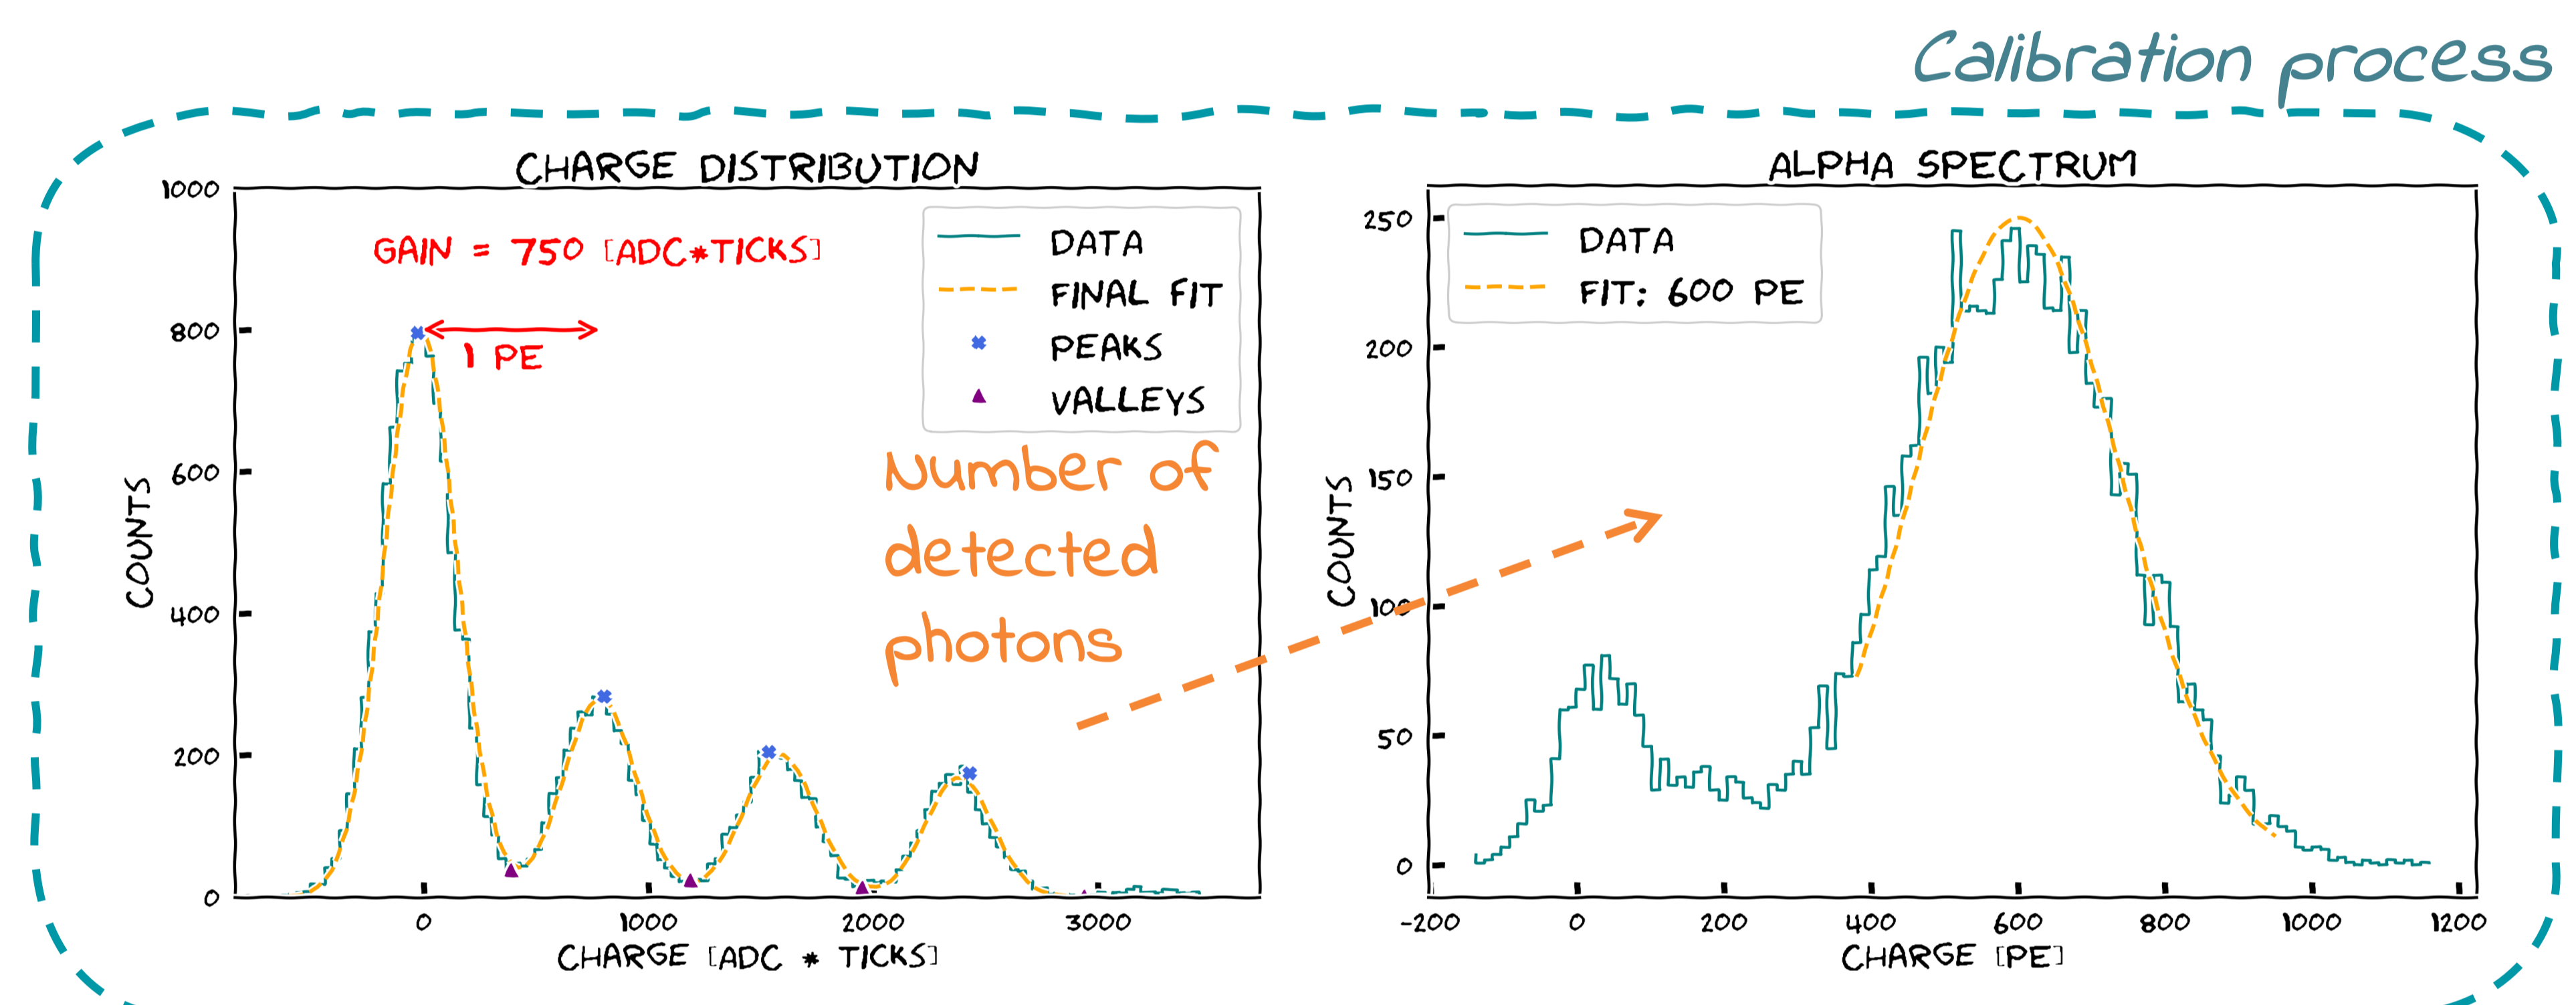 Calibration process
CHARGE DISTRIBUTION
1000
800
600
400
200
0
COUNTS
GAIN = 750 [ADC*TICKS]
1 PE
DATA
FINAL FIT
PEAKS
VALLEYS
Number of
detected
photons
0 1000 2000 3000
CHARGE [ADC * TICKS]
ALPHA SPECTRUM
250
200
150
100
50
0
COUNTS
DATA
FIT: 600 PE
-200 0 200 400 600 800 1000 1200
CHARGE [PE]